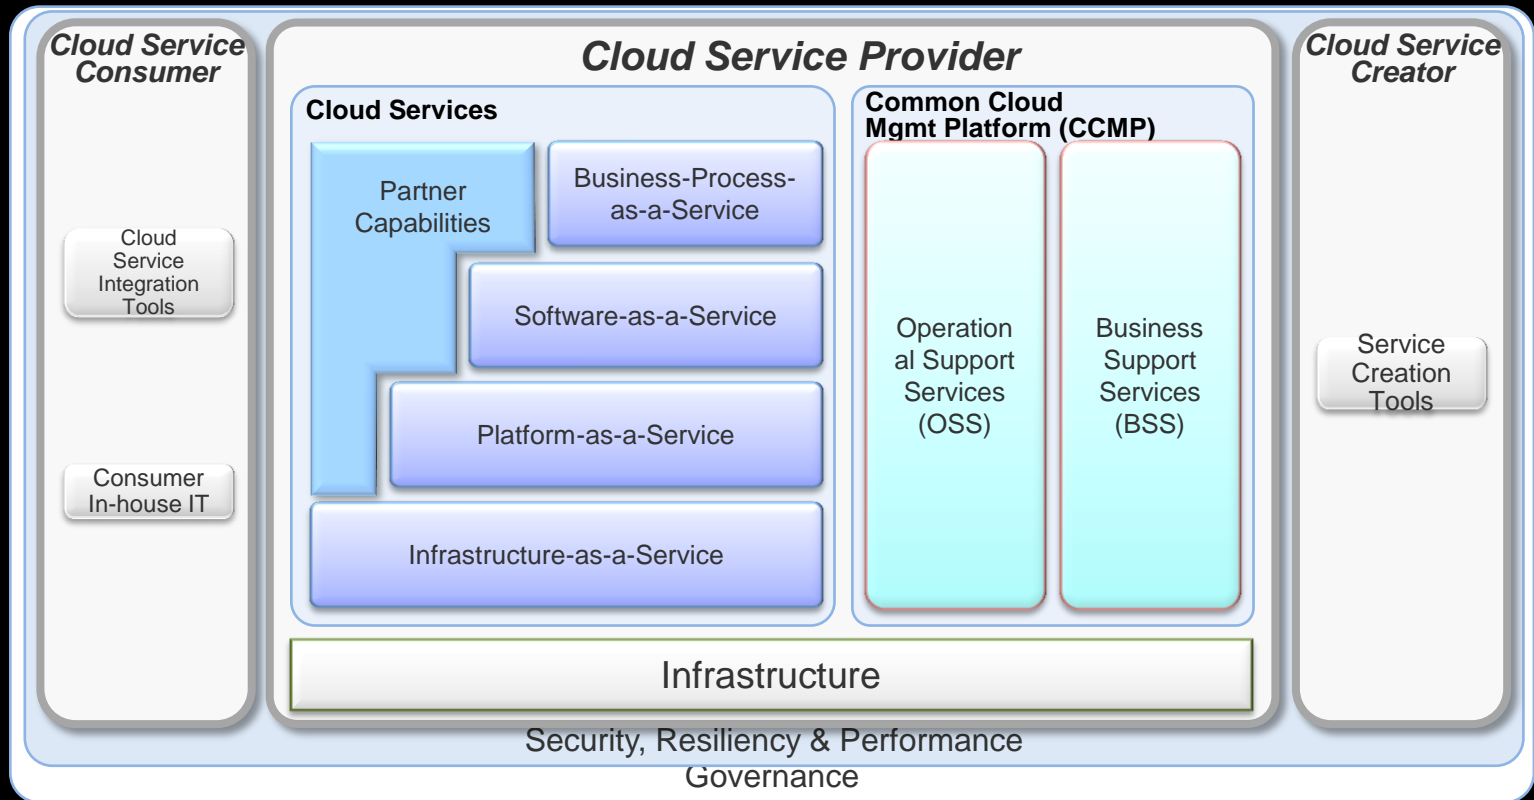 Cloud Service
Consumer
Cloud
Service
Integration
Tools
Consumer
In-house IT
Cloud Service Provider
Cloud Services
Partner
Capabilities
Business-Process-
as-a-Service
Software-as-a-Service
Platform-as-a-Service
Infrastructure-as-a-Service
Common Cloud
Mgmt Platform (CCMP)
Operation
al Support
Services
(OSS)
Business
Support
Services
(BSS)
Infrastructure
Cloud Service
Creator
Service
Creation
Tools
Security, Resiliency & Performance
Governance